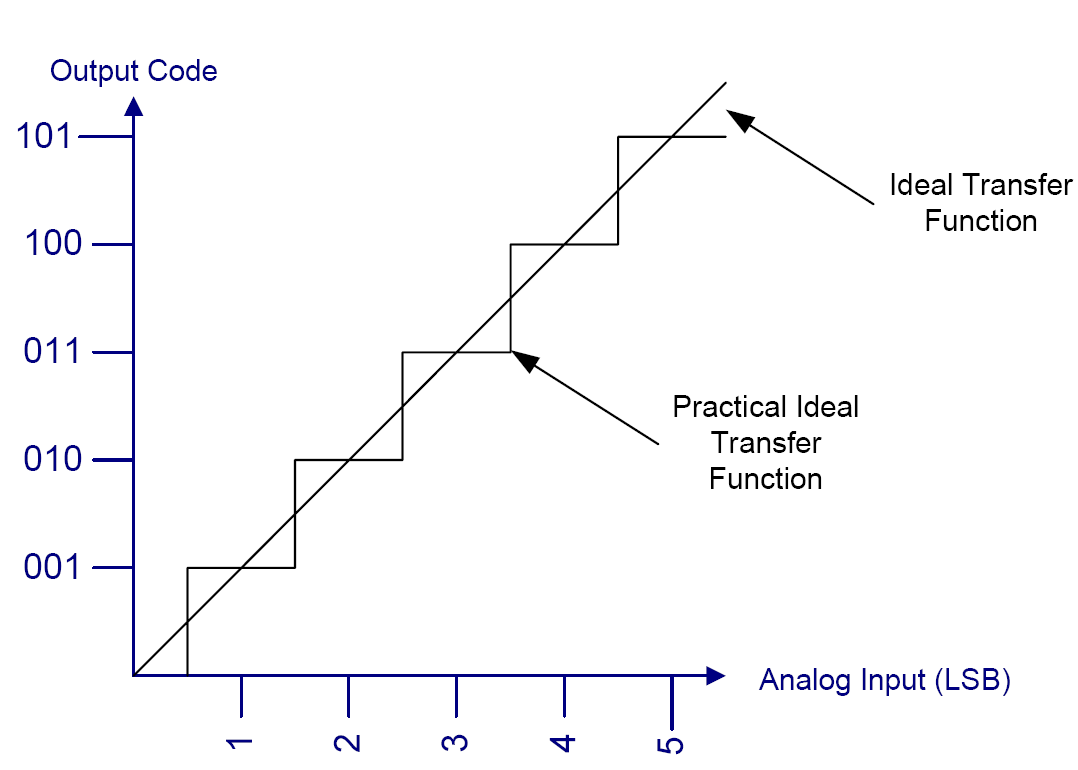 Output Code
101
Ideal Transfer
Function
100
011
Practical Ideal
Transfer
Function
010
001
Analog Input (LSB)
1
2
3
4
5